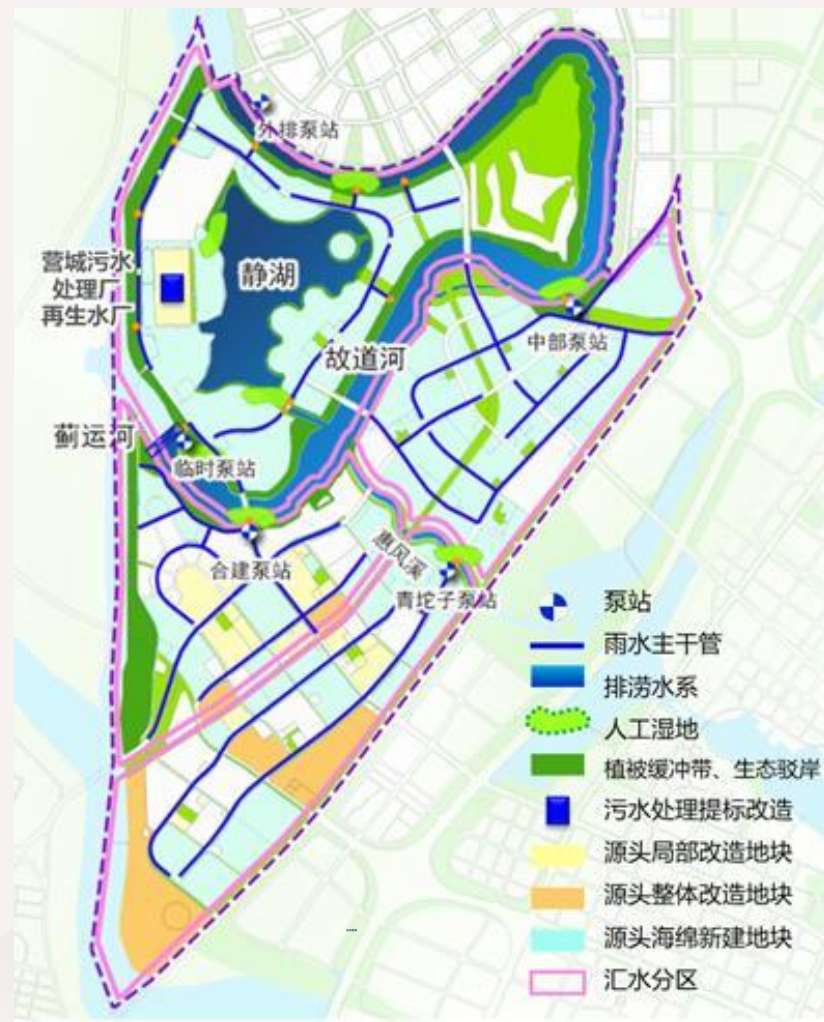 外排泵站
营城污水
处理厂
再生水厂
静湖
故道河
中部泵站
蓟运河
临时泵站
合建泵站
惠风溪
青坨子泵站
泵站
雨水主干管
排涝水系
人工湿地
植被缓冲带、生态驳岸
污水处理提标改造
源头局部改造地块
源头整体改造地块
源头海绵新建地块
汇水分区